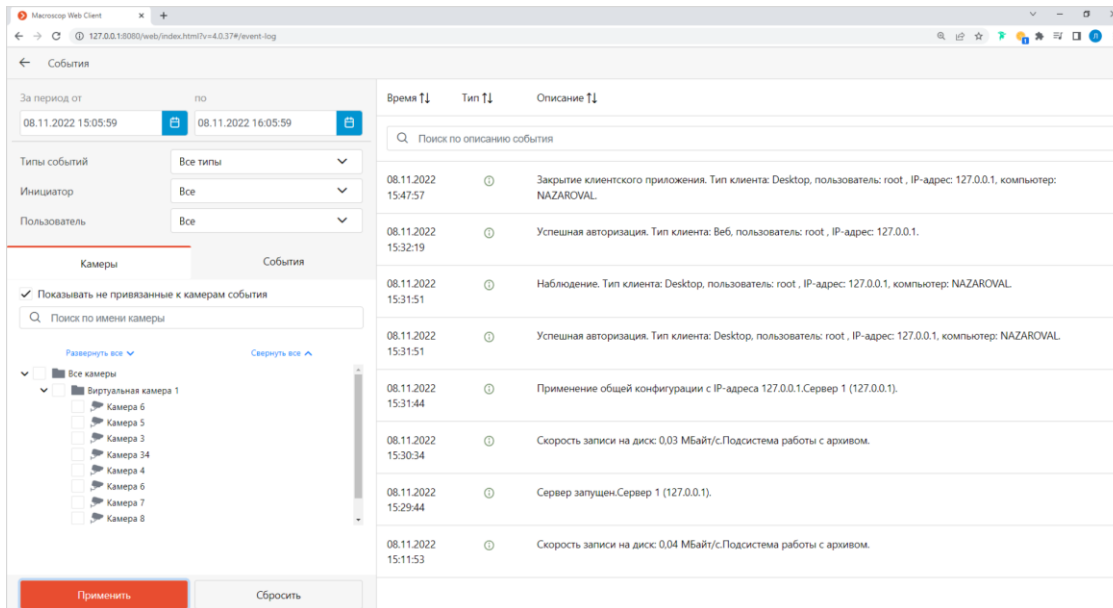 Macroscop Web Client
127.0.0.1:8080/web/index.html?v=4.0.37#/event-log
События
За период от
по
08.11.2022 15:05:59
08.11.2022 16:05:59
Типы событий
Все типы
Инициатор
Все
Пользователь
Все
Камеры
События
Показывать не привязанные к камерам события
Поиск по имени камеры
Развернуть все
Свернуть все
Все камеры
Виртуальная камера 1
Камера 6
Камера 5
Камера 3
Камера 34
Камера 4
Камера 6
Камера 7
Камера 8
Применить
Сбросить
Время
Тип
Описание
Поиск по описанию события
08.11.2022
15:47:57
Закрытие клиентского приложения. Тип клиента: Desktop, пользователь: root , IP-адрес: 127.0.0.1, компьютер:
NAZAROVAL.
08.11.2022
15:32:19
Успешная авторизация. Тип клиента: Веб, пользователь: root , IP-адрес: 127.0.0.1.
08.11.2022
15:31:51
Наблюдение. Тип клиента: Desktop, пользователь: root , IP-адрес: 127.0.0.1, компьютер: NAZAROVAL.
08.11.2022
15:31:51
Успешная авторизация. Тип клиента: Desktop, пользователь: root , IP-адрес: 127.0.0.1, компьютер: NAZAROVAL.
08.11.2022
15:31:44
Применение общей конфигурации с IP-адреса 127.0.0.1.Сервер 1 (127.0.0.1).
08.11.2022
15:30:34
Скорость записи на диск: 0,03 МБайт/с.Подсистема работы с архивом.
08.11.2022
15:29:44
Сервер запущен.Сервер 1 (127.0.0.1).
08.11.2022
15:11:53
Скорость записи на диск: 0,04 МБайт/с.Подсистема работы с архивом.